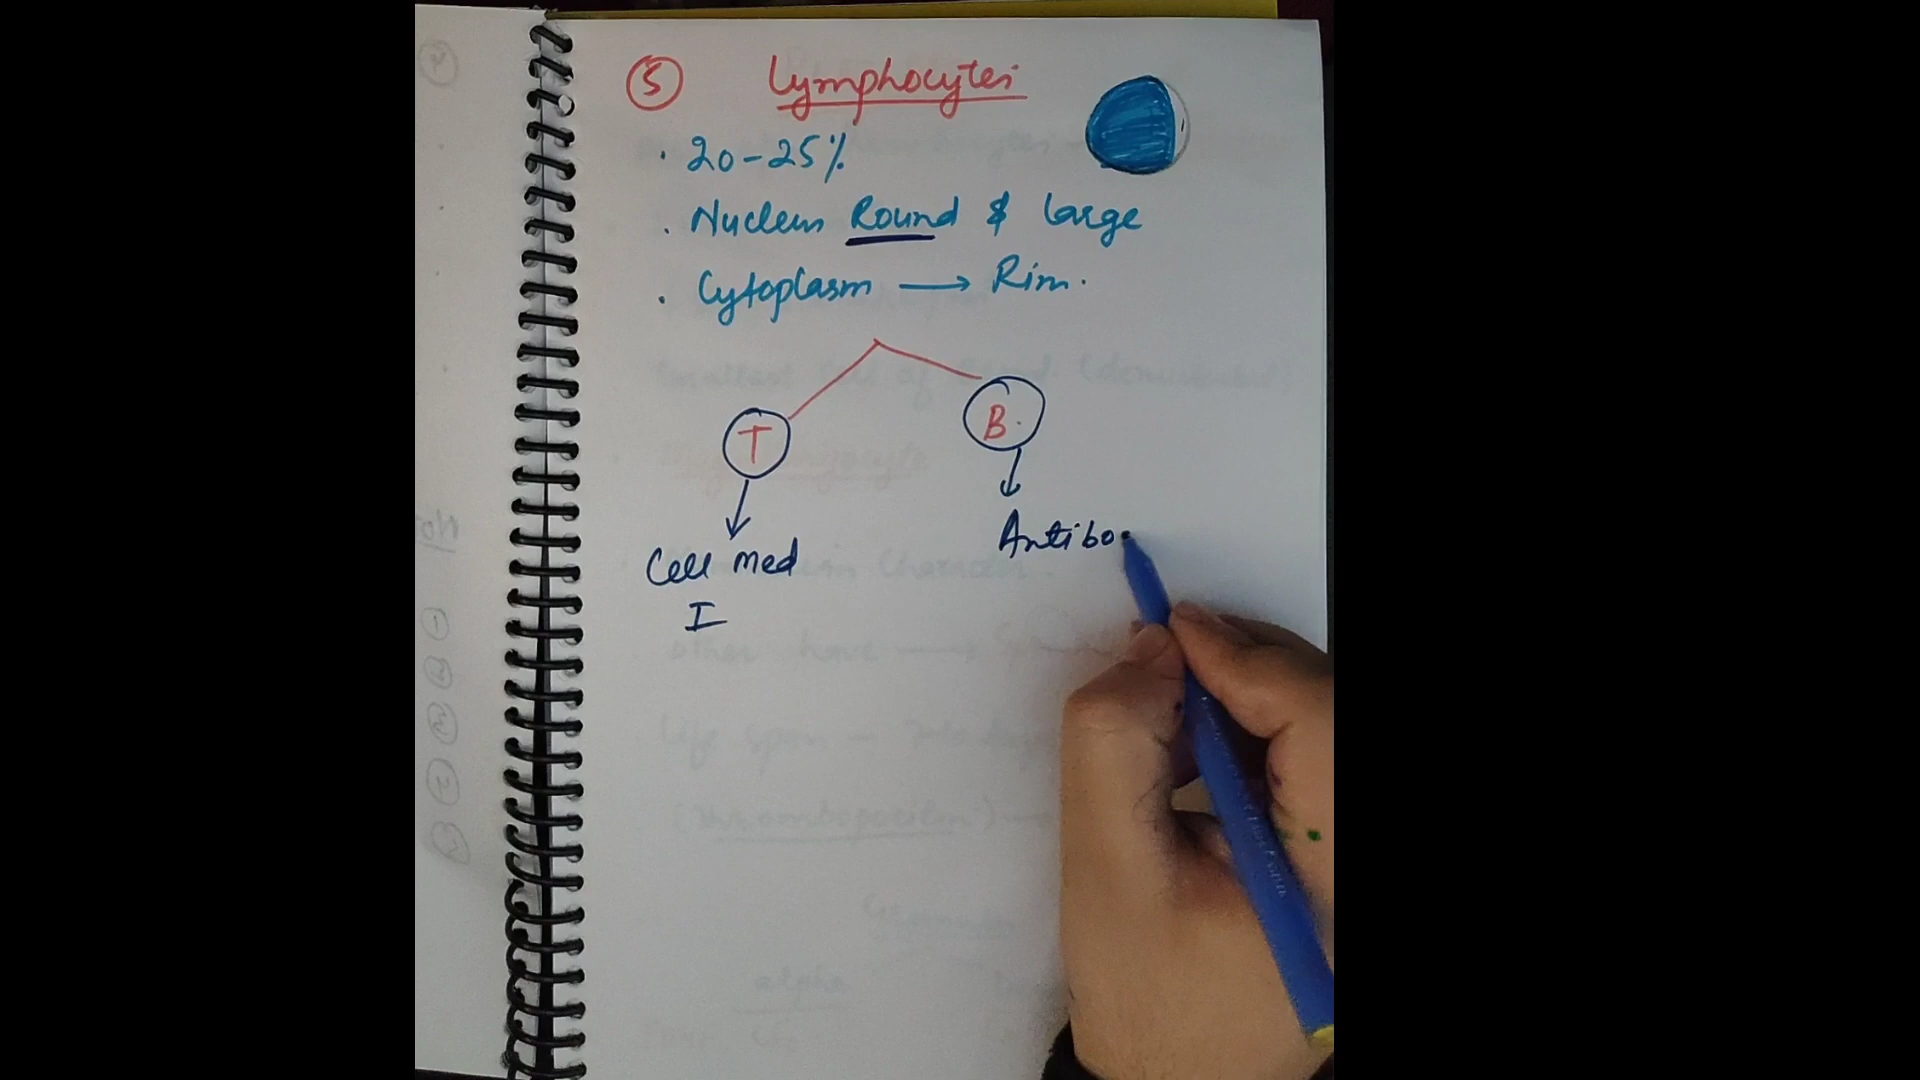 5 Lymphocytes
· 20-25%
· Nucleus Round & large
· Cytoplasm → Rim.
T B.
Cell med Antibo
I